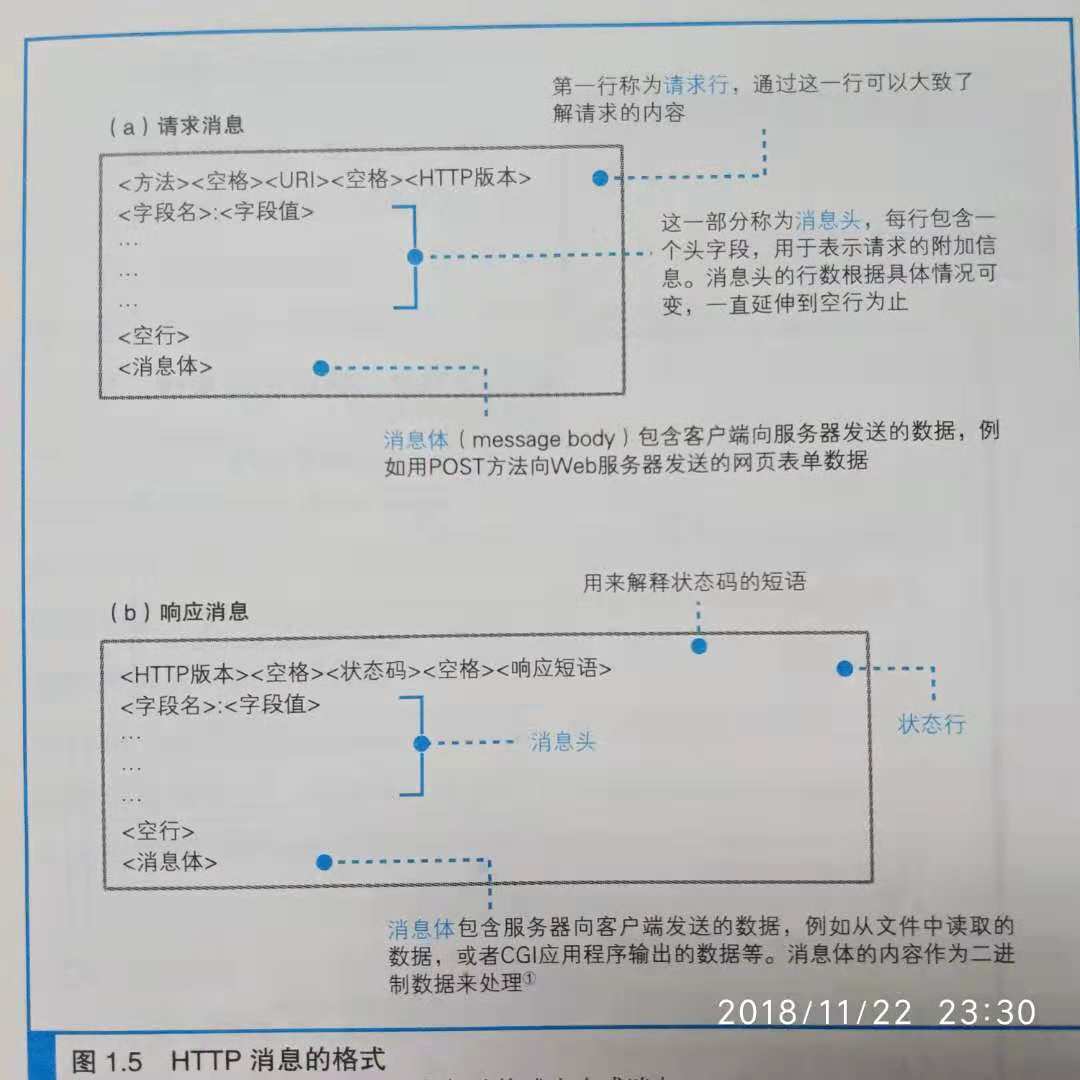 第一行称为请求行，通过这一行可以大致了
解请求的内容
（a）请求消息
<方法><空格><URI><空格><HTTP版本>
<字段名>:<字段值>
…
…
…
<空行>
<消息体>
这一部分称为消息头，每行包含一
个头字段，用于表示请求的附加信
息。消息头的行数根据具体情况可
变，一直延伸到空行为止
消息体（message body）包含客户端向服务器发送的数据，例
如用POST方法向Web服务器发送的网页表单数据
用来解释状态码的短语
（b）响应消息
<HTTP版本><空格><状态码><空格><响应短语>
<字段名>:<字段值>
…
…
…
<空行>
<消息体>
状态行
消息头
消息体包含服务器向客户端发送的数据，例如从文件中读取的
数据，或者CGI应用程序输出的数据等。消息体的内容作为二进
制数据来处理①
2018/11/22 23:30
图 1.5 HTTP 消息的格式